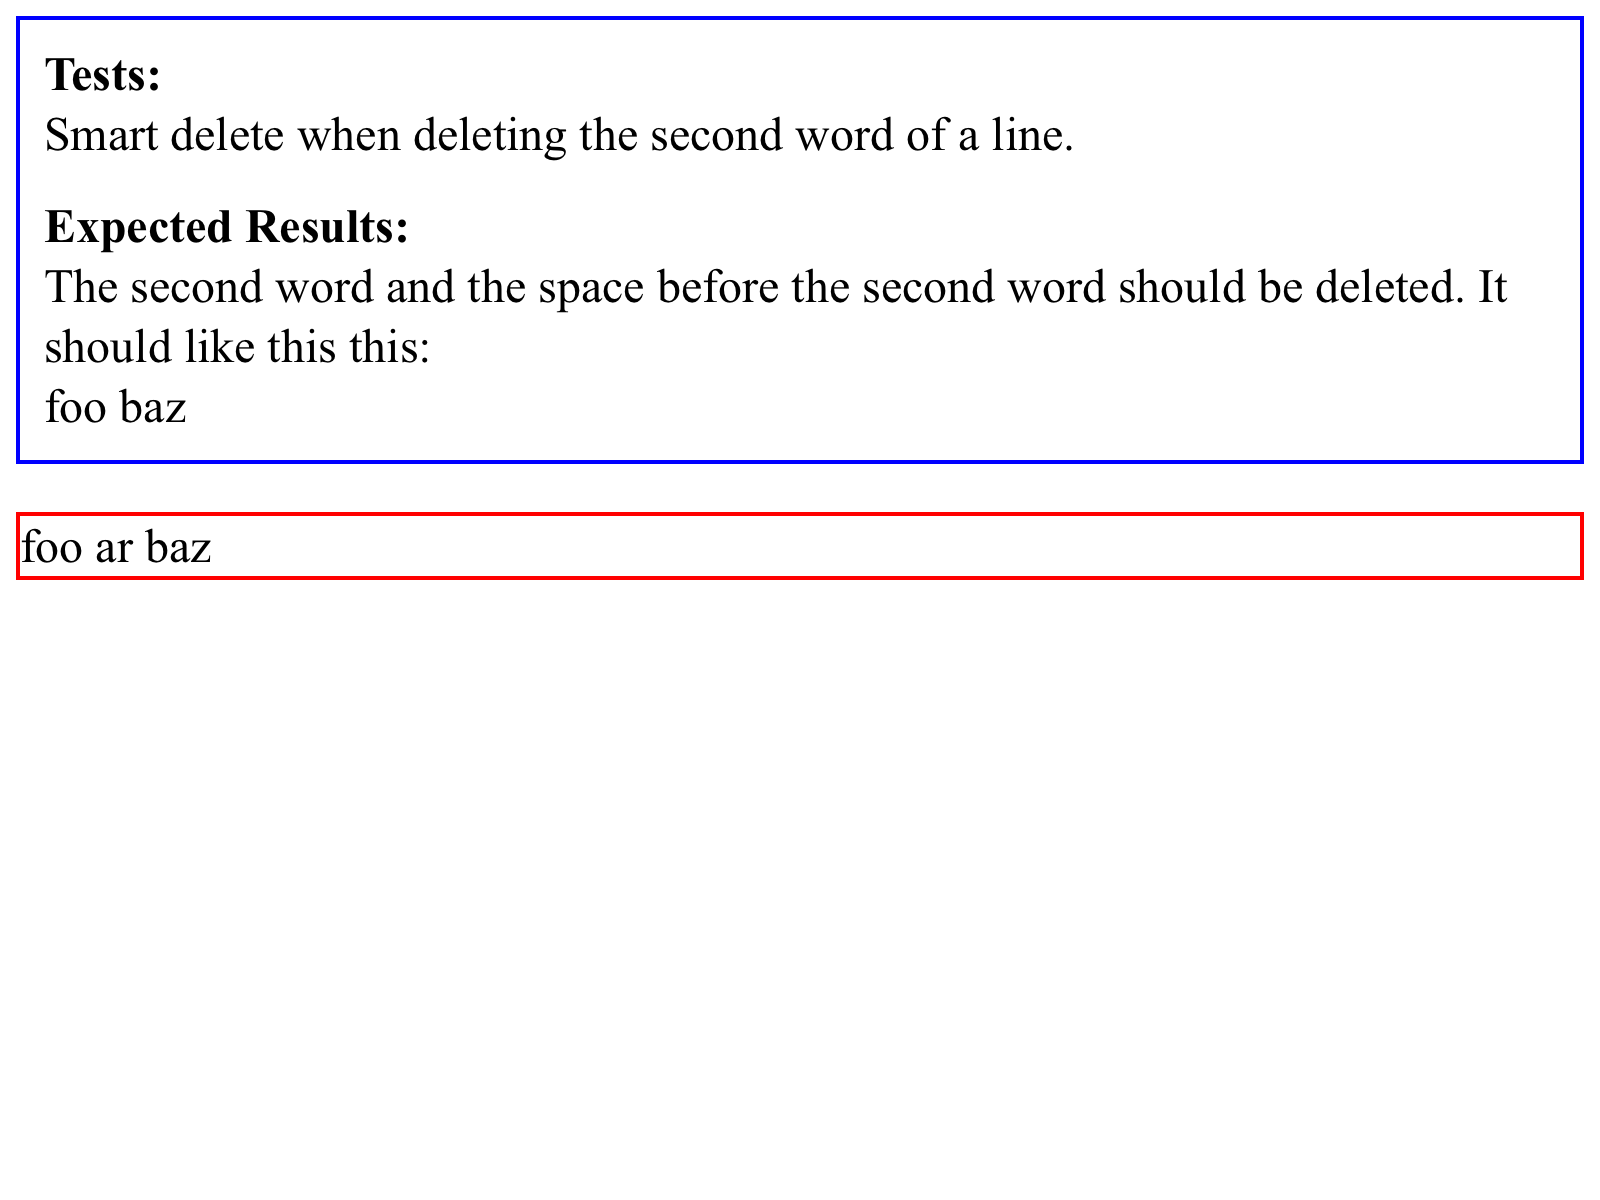 Tests:
Smart delete when deleting the second word of a line.
Expected Results:
The second word and the space before the second word should be deleted. It
should like this this:
foo baz
foo ar baz